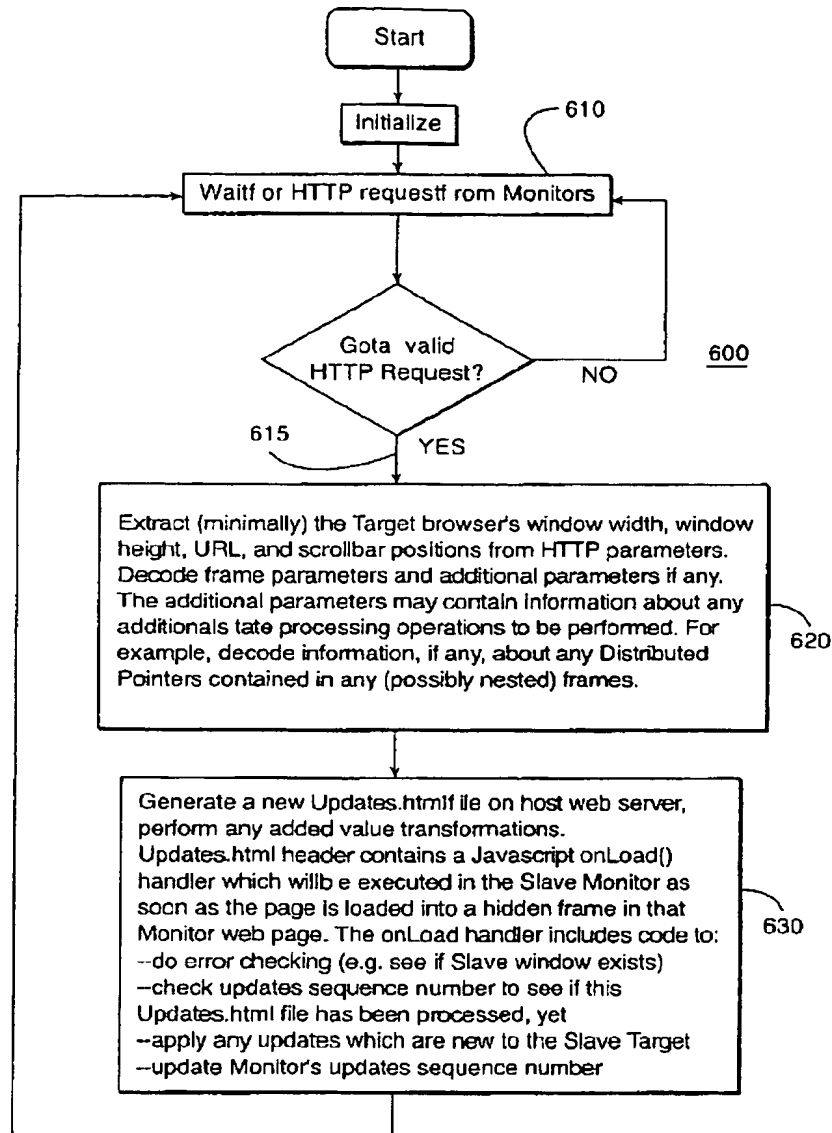 Start
Initialize
610
Waitf or HTTP requestf rom Monitors
Gota valid
HTTP Request?
NO
600
615
YES
Extract (minimally) the Target browser's window width, window
height, URL, and scrollbar positions from HTTP parameters.
Decode frame parameters and additional parameters if any.
The additional parameters may contain information about any
additionals tate processing operations to be performed. For
example, decode information, if any, about any Distributed
Pointers contained in any (possibly nested) frames.
620
Generate a new Updates.htmlf ile on host web server,
perform any added value transformations.
Updates.html header contains a Javascript onLoad()
handler which willb e executed in the Slave Monitor as
soon as the page is loaded into a hidden frame in that
Monitor web page. The onLoad handler includes code to:
--do error checking (e.g. see if Slave window exists)
--check updates sequence number to see if this
Updates.html file has been processed, yet
--apply any updates which are new to the Slave Target
--update Monitor's updates sequence number
630